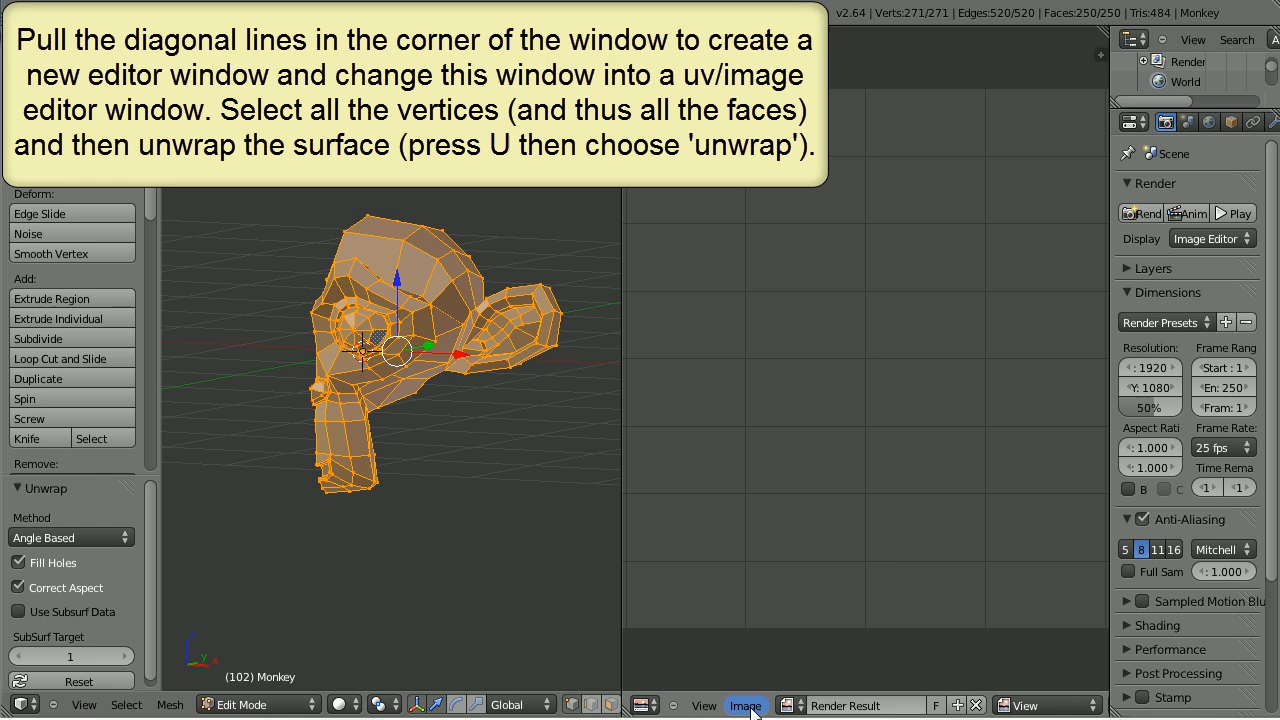 Pull the diagonal lines in the corner of the window to create a
new editor window and change this window into a uv/image
editor window. Select all the vertices (and thus all the faces)
and then unwrap the surface (press U then choose 'unwrap').
v2.64 | Verts:271/271 | Edges:520/520 | Faces:250/250 | Tris:484 | Monkey
View Search A
Render
World
Scene
Render
Rend Anim Play
Display Image Editor
Layers
Dimensions
Render Presets
Resolution: Frame Rang
: 1920 Start : 1
Y: 1080 En: 250
50% Fram: 1
Aspect Rati Frame Rate:
: 1.000 25 fps
: 1.000 Time Rema
B C 1 1
Anti-Aliasing
5 8 11 16 Mitchell
Full Sam : 1.000
Sampled Motion Blu
Shading
Performance
Post Processing
Stamp
Deform:
Edge Slide
Noise
Smooth Vertex
Add:
Extrude Region
Extrude Individual
Subdivide
Loop Cut and Slide
Duplicate
Spin
Screw
Knife Select
Remove:
Unwrap
Method
Angle Based
Fill Holes
Correct Aspect
Use Subsurf Data
SubSurf Target
1
Reset
z
y
x
(102) Monkey
View Select Mesh Edit Mode Global
View Image Render Result F View